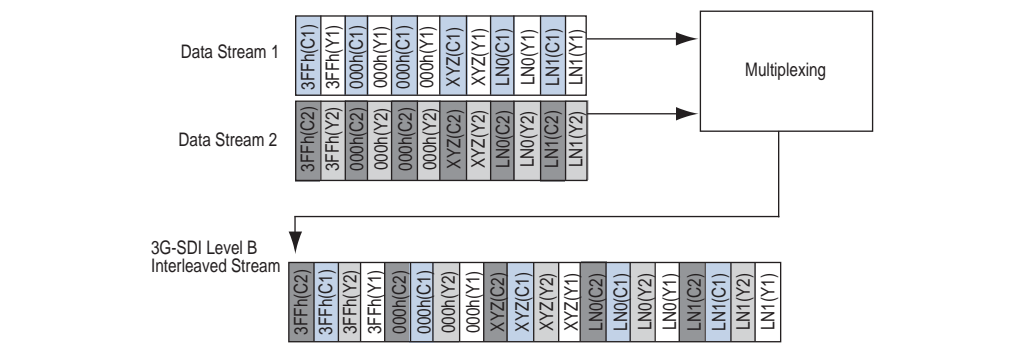 Data Stream 1
3FFh(C1)
3FFh(Y1)
000h(C1)
000h(Y1)
000h(C1)
000h(Y1)
XYZ(C1)
XYZ(Y1)
LN0(C1)
LN0(Y1)
LN1(C1)
LN1(Y1)
Multiplexing
Data Stream 2
3FFh(C2)
3FFh(Y2)
000h(C2)
000h(Y2)
000h(C2)
000h(Y2)
XYZ(C2)
XYZ(Y2)
LN0(C2)
LN0(Y2)
LN1(C2)
LN1(Y2)
3G-SDI Level B
Interleaved Stream
3FFh(C2)
3FFh(C1)
3FFh(Y2)
3FFh(Y1)
000h(C2)
000h(C1)
000h(Y2)
000h(Y1)
XYZ(C2)
XYZ(C1)
XYZ(Y2)
XYZ(Y1)
LN0(C2)
LN0(C1)
LN0(Y2)
LN0(Y1)
LN1(C2)
LN1(C1)
LN1(Y2)
LN1(Y1)